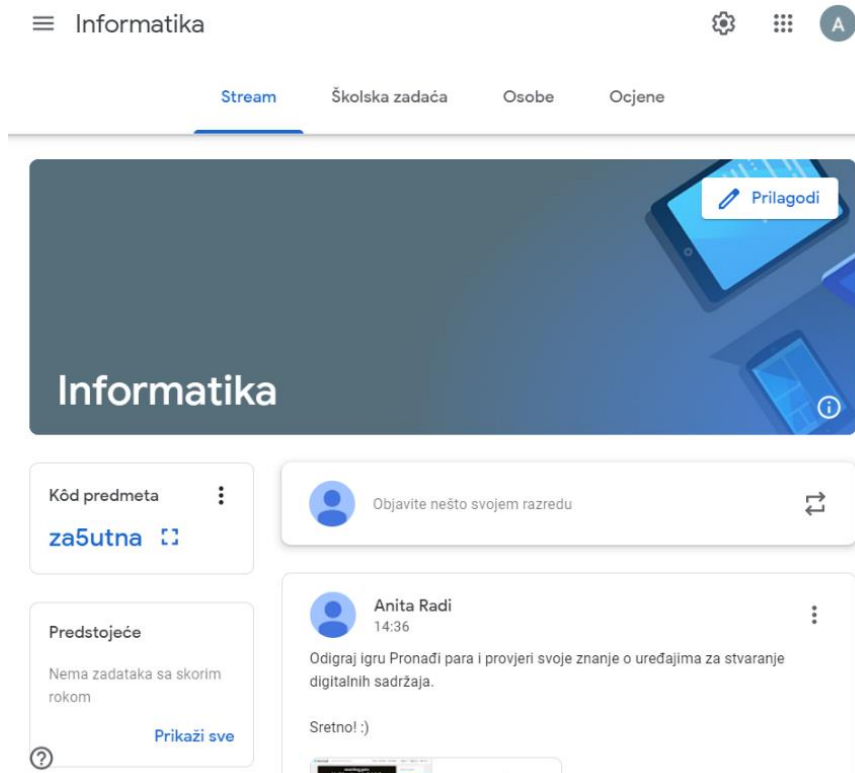 Informatika
A
Stream Školska zadaća Osobe Ocjene
Prilagodi
Informatika
Kôd predmeta
za5utna
Objavite nešto svojem razredu
Predstojeće
Nema zadataka sa skorim
rokom
Prikaži sve
Anita Radi
14:36
Odigraj igru Pronađi para i provjeri svoje znanje o uređajima za stvaranje
digitalnih sadržaja.
Sretno! :)